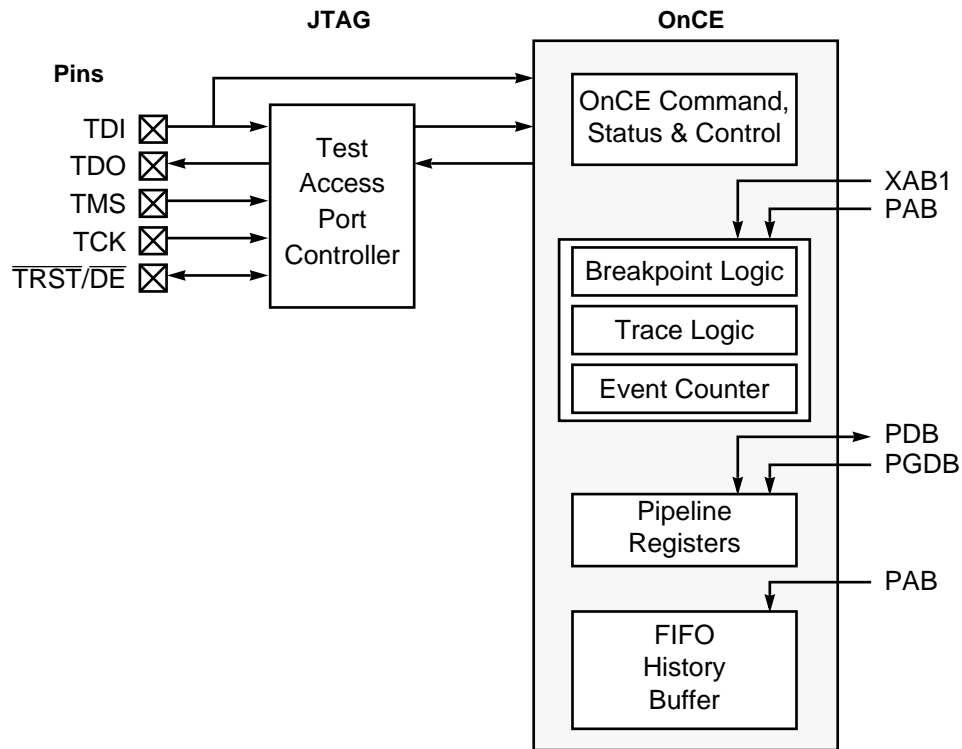 JTAG
OnCE
Pins
TDI
TDO
TMS
TCK
TRST/DE
Test
Access
Port
Controller
OnCE Command,
Status & Control
XAB1
PAB
Breakpoint Logic
Trace Logic
Event Counter
PDB
PGDB
Pipeline
Registers
PAB
FIFO
History
Buffer